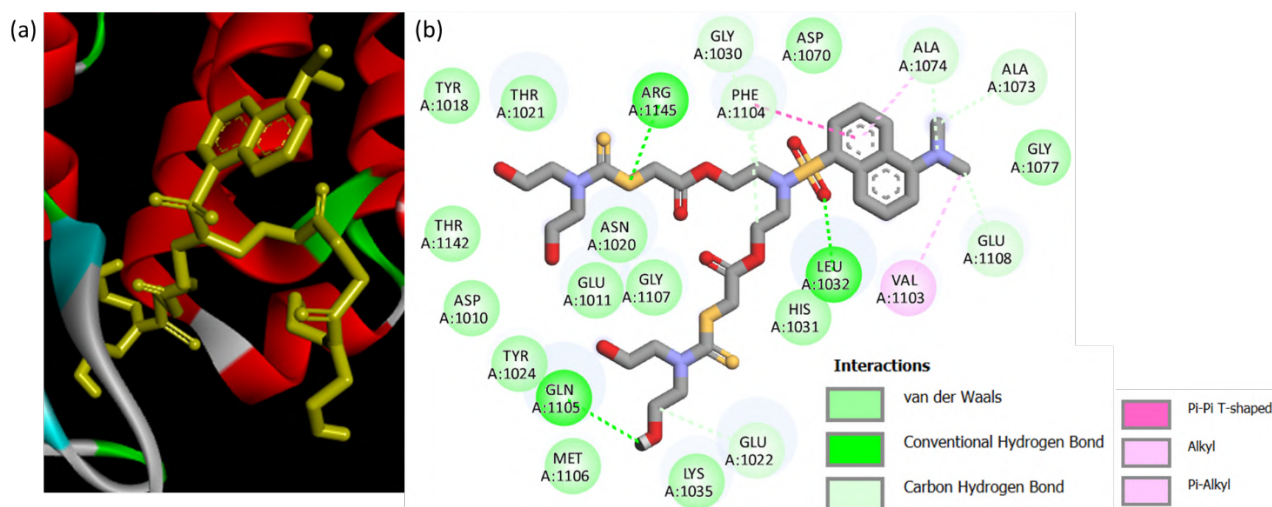 (a)
(b)
GLY
A:1030
ASP
A:1070
ALA
A:1074
ALA
A:1073
TYR
A:1018
THR
A:1021
ARG
A:1145
PHE
A:1104
GLY
A:1077
THR
A:1142
ASN
A:1020
GLU
A:1011
GLY
A:1107
LEU
A:1032
HIS
A:1031
VAL
A:1103
GLU
A:1108
ASP
A:1010
TYR
A:1024
GLN
A:1105
MET
A:1106
LYS
A:1035
GLU
A:1022
Interactions
van der Waals
Conventional Hydrogen Bond
Carbon Hydrogen Bond
Pi-Pi T-shaped
Alkyl
Pi-Alkyl